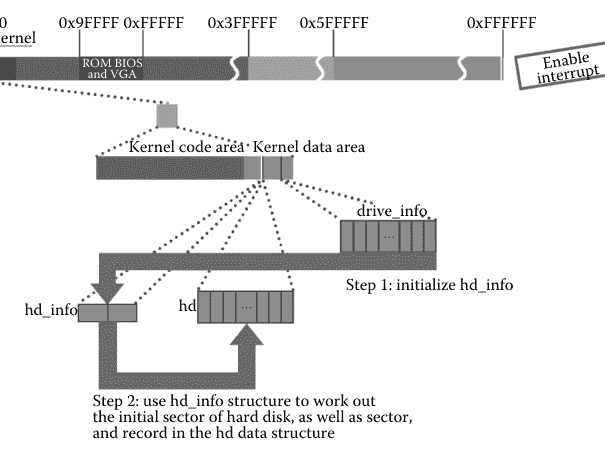 0 0x9FFFF 0xFFFFF 0x3FFFFF 0x5FFFFF 0xFFFFFF
ernel
ROM BIOS
and VGA
Enable
interrupt
Kernel code area Kernel data area
drive_info
...
Step 1: initialize hd_info
hd_info
hd
...
Step 2: use hd_info structure to work out
the initial sector of hard disk, as well as sector,
and record in the hd data structure